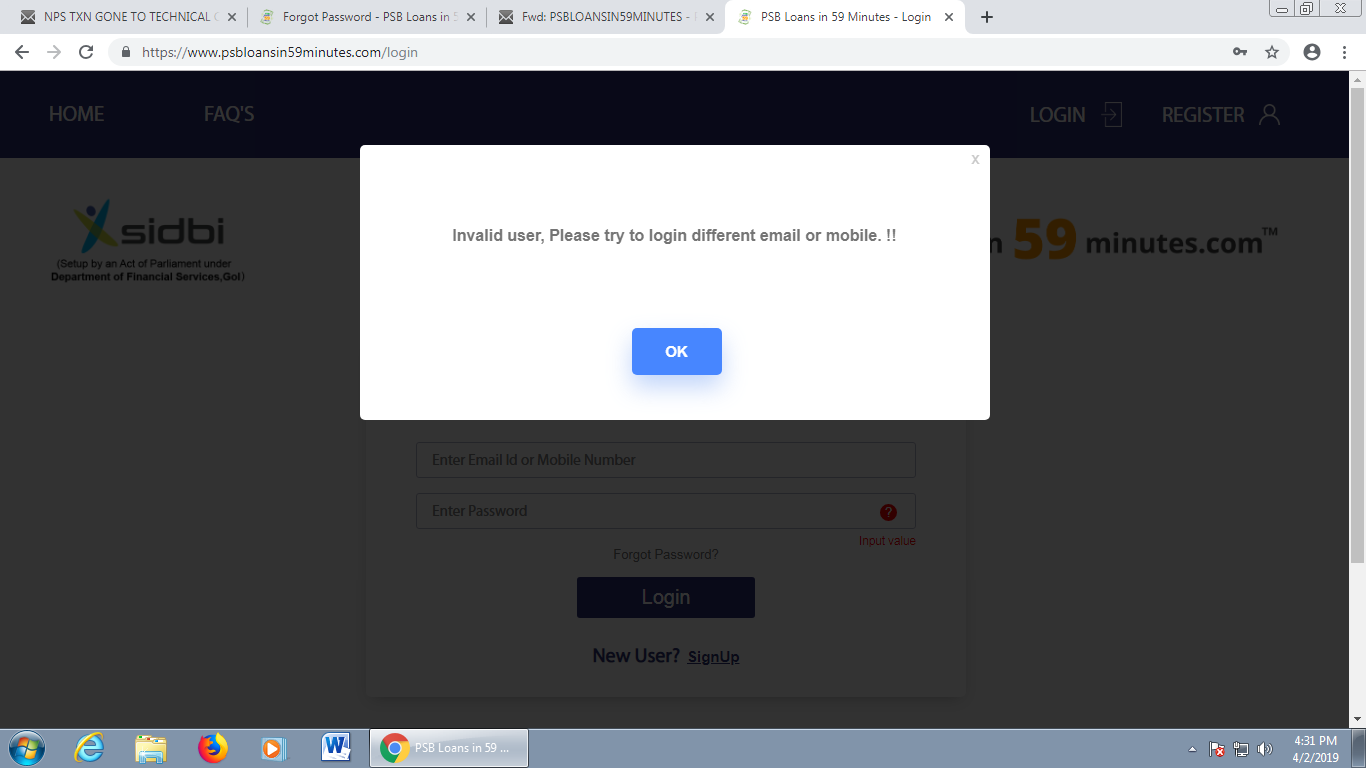 NPS TXN GONE TO TECHNICAL
Forgot Password - PSB Loans in 5
Fwd: PSBLOANSIN59MINUTES -
PSB Loans in 59 Minutes - Login
https://www.psbloansin59minutes.com/login
HOME
FAQ'S
LOGIN
REGISTER
x
sidbi
(Setup by an Act of Parliament under
Department of Financial Services,GoI)
n 59 minutes.com™
Invalid user, Please try to login different email or mobile. !!
OK
Enter Email Id or Mobile Number
Enter Password
?
Input value
Forgot Password?
Login
New User? SignUp
PSB Loans in 59 ...
4:31 PM
4/2/2019